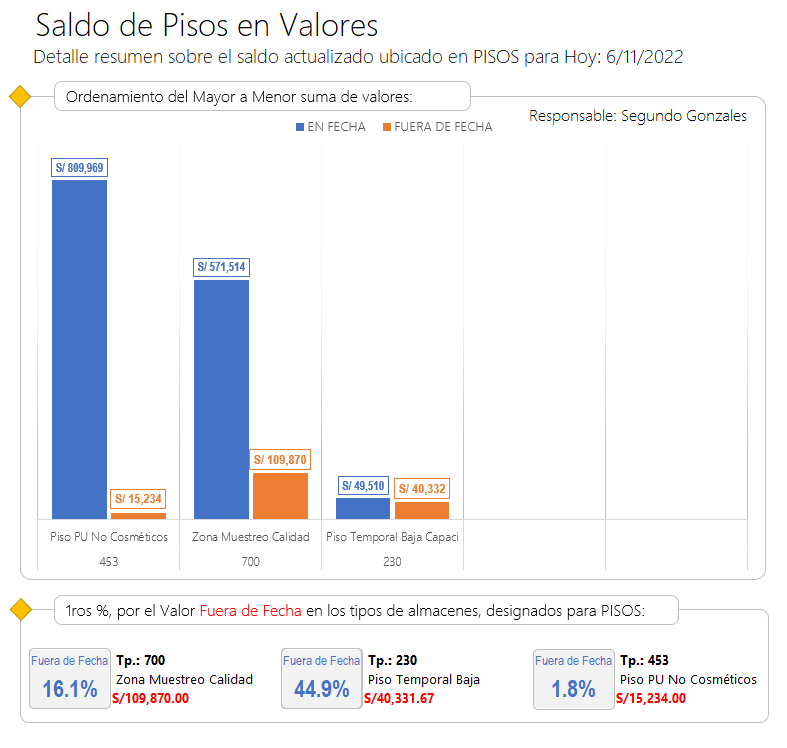 Saldo de Pisos en Valores
Detalle resumen sobre el saldo actualizado ubicado en PISOS para Hoy: 6/11/2022
Ordenamiento del Mayor a Menor suma de valores:
Responsable: Segundo Gonzales
EN FECHA FUERA DE FECHA
S/ 809,969
S/ 571,514
S/ 109,870
S/ 15,234
S/ 49,510
S/ 40,332
Piso PU No Cosméticos Zona Muestreo Calidad Piso Temporal Baja Capaci
453 700 230
1ros %, por el Valor Fuera de Fecha en los tipos de almacenes, designados para PISOS:
Fuera de Fecha
16.1%
Tp.: 700
Zona Muestreo Calidad
S/109,870.00
Fuera de Fecha
44.9%
Tp.: 230
Piso Temporal Baja
S/40,331.67
Fuera de Fecha
1.8%
Tp.: 453
Piso PU No Cosméticos
S/15,234.00